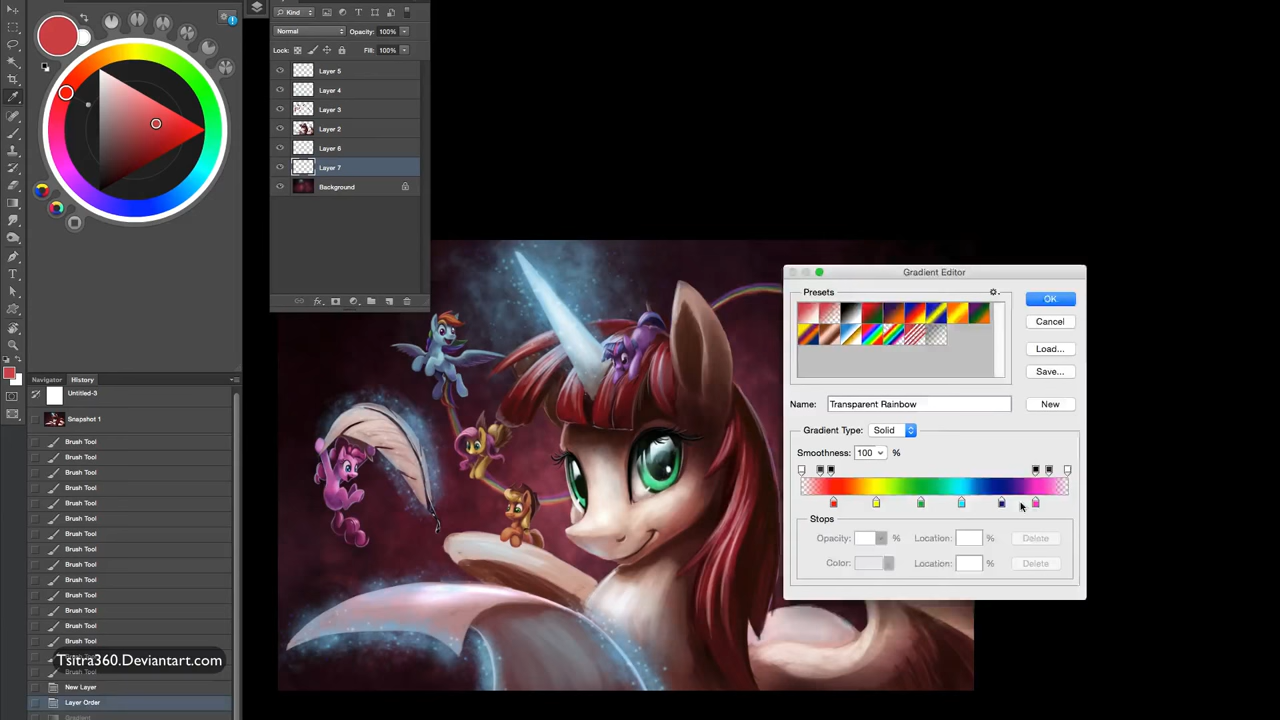 Kind
Normal
Opacity: 100%
Lock:
Fill: 100%
Layer 5
Layer 4
Layer 3
Layer 2
Layer 6
Layer 7
Background
fx
Navigator
History
Untitled-3
Snapshot 1
Brush Tool
Brush Tool
Brush Tool
Brush Tool
Brush Tool
Brush Tool
Brush Tool
Brush Tool
Brush Tool
Brush Tool
Brush Tool
Brush Tool
Brush Tool
Brush Tool
Tsitra360.Deviantart.com
New Layer
Layer Order
Gradient
Gradient Editor
Presets
OK
Cancel
Load...
Save...
Name: Transparent Rainbow
New
Gradient Type: Solid
Smoothness: 100 %
Stops
Opacity: % Location: % Delete
Color: Location: % Delete